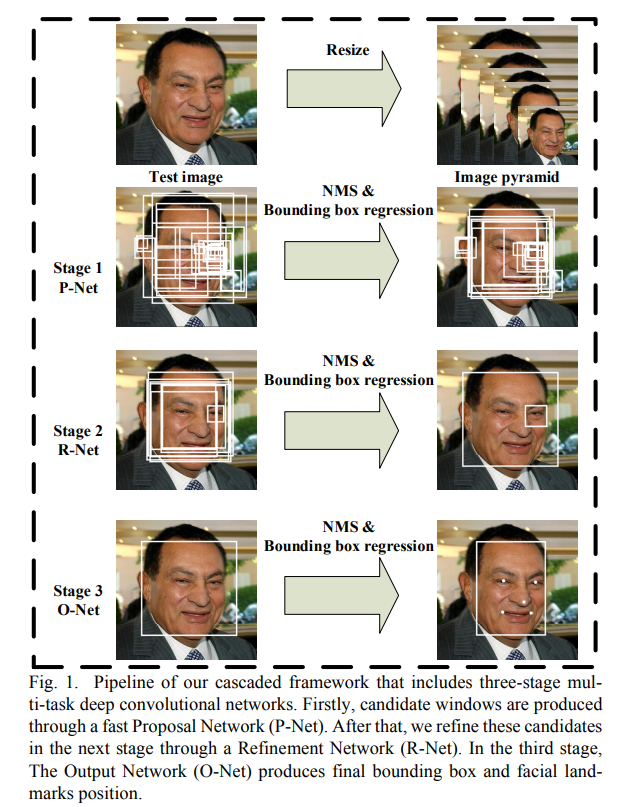 Resize
Test image
Image pyramid
NMS &
Bounding box regression
Stage 1
P-Net
NMS &
Bounding box regression
Stage 2
R-Net
NMS &
Bounding box regression
Stage 3
O-Net
Fig. 1.  Pipeline of our cascaded framework that includes three-stage mul-
ti-task deep convolutional networks. Firstly, candidate windows are produced
through a fast Proposal Network (P-Net). After that, we refine these candidates
in the next stage through a Refinement Network (R-Net). In the third stage,
The Output Network (O-Net) produces final bounding box and facial land-
marks position.